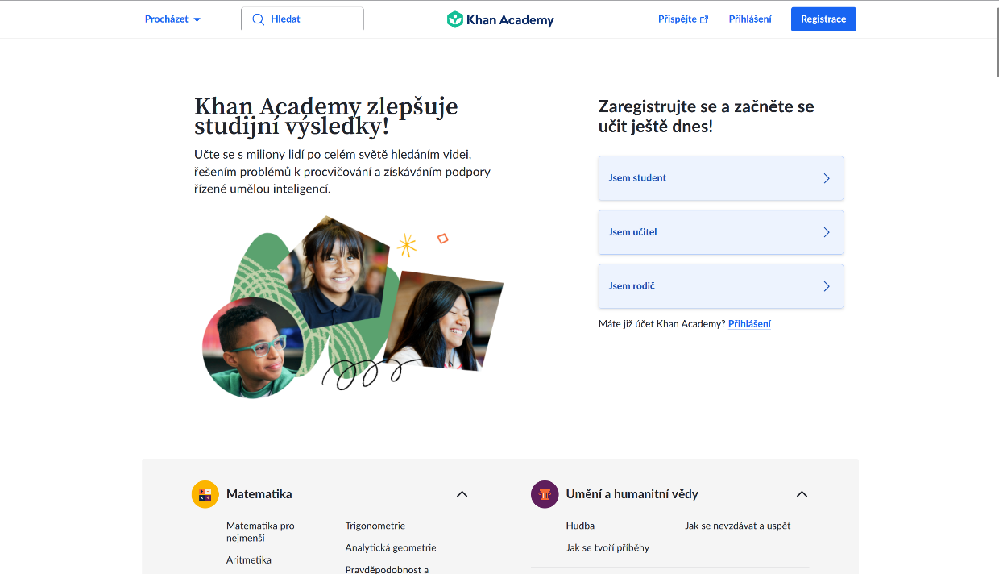 Procházet
Hledat
Khan Academy
Přispějte
Přihlášení
Registrace
Khan Academy zlepšuje
studijní výsledky!
Učte se s miliony lidí po celém světě hledáním videi,
řešením problémů k procvičování a získáváním podpory
řízené umělou inteligencí.
Zaregistrujte se a začněte se
učit ještě dnes!
Jsem student
Jsem učitel
Jsem rodič
Máte již účet Khan Academy? Přihlášení
Matematika
Matematika pro
nejmenší
Aritmetika
Trigonometrie
Analytická geometrie
Pravděpodobnost a
Umění a humanitní vědy
Hudba
Jak se tvoří příběhy
Jak se nevzdávat a uspět